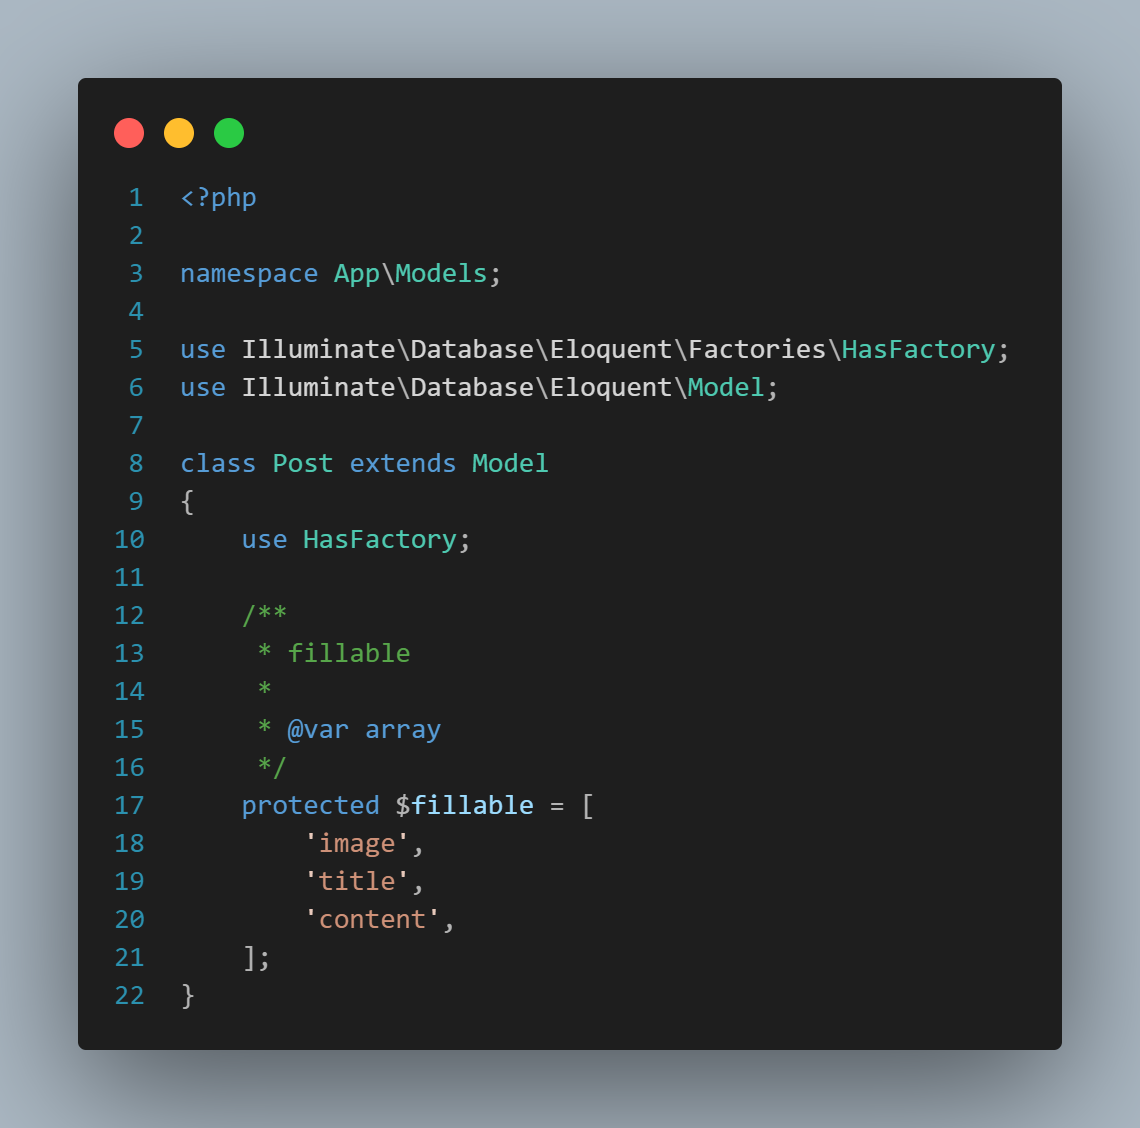 1 <?php
2
3 namespace App\Models;
4
5 use Illuminate\Database\Eloquent\Factories\HasFactory;
6 use Illuminate\Database\Eloquent\Model;
7
8 class Post extends Model
9 {
10     use HasFactory;
11
12     /**
13      * fillable
14      *
15      * @var array
16      */
17     protected $fillable = [
18         'image',
19         'title',
20         'content',
21     ];
22 }